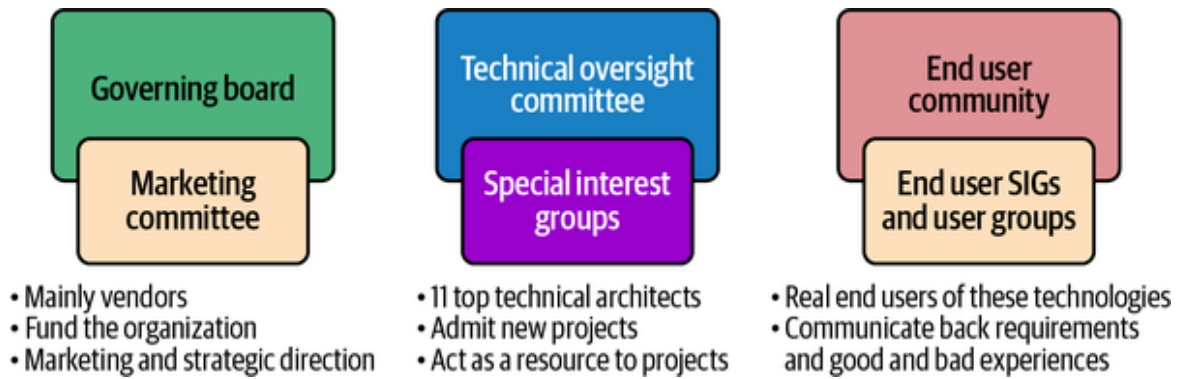 Governing board
Marketing
committee
• Mainly vendors
• Fund the organization
• Marketing and strategic direction
Technical oversight
committee
Special interest
groups
• 11 top technical architects
• Admit new projects
• Act as a resource to projects
End user
community
End user SIGs
and user groups
• Real end users of these technologies
• Communicate back requirements
and good and bad experiences